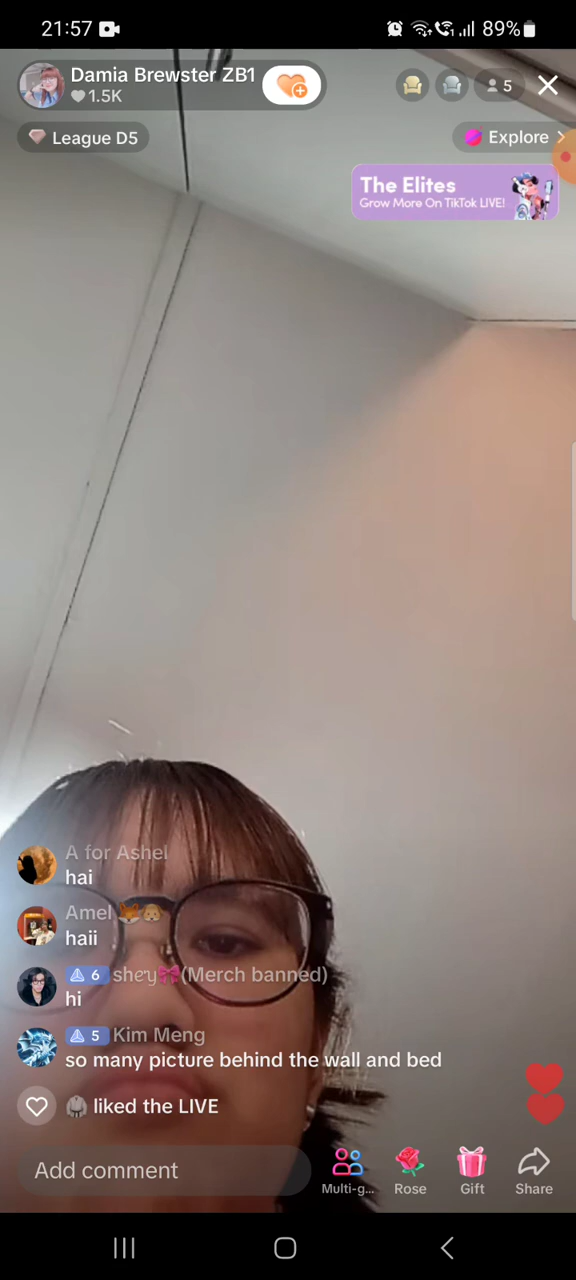 21:57
89%
Damia Brewster ZB1
1.5K
5
League D5
Explore
The Elites
Grow More On TikTok LIVE!
A for Ashel
hai
Amel
haii
6 shey🎀(Merch banned)
hi
5 Kim Meng
so many picture behind the wall and bed
liked the LIVE
Add comment
Multi-g...
Rose
Gift
Share